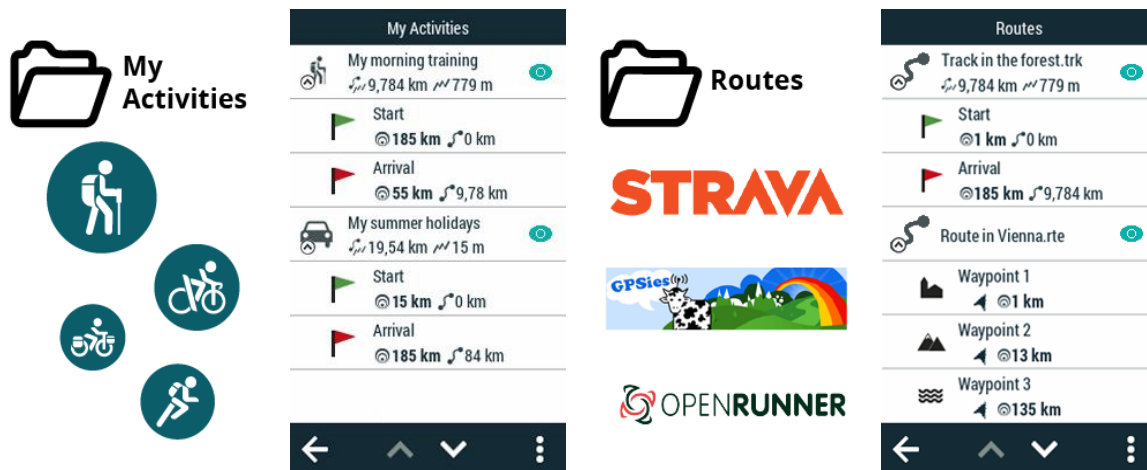 My
Activities
My Activities
My morning training
9,784 km 779 m
Start
185 km 0 km
Arrival
55 km 9,78 km
My summer holidays
19,54 km 15 m
Start
15 km 0 km
Arrival
185 km 84 km
Routes
STRAVA
GPSies
OPENRUNNER
Routes
Track in the forest.trk
9,784 km 779 m
Start
1 km 0 km
Arrival
185 km 9,784 km
Route in Vienna.rte
Waypoint 1
1 km
Waypoint 2
13 km
Waypoint 3
135 km